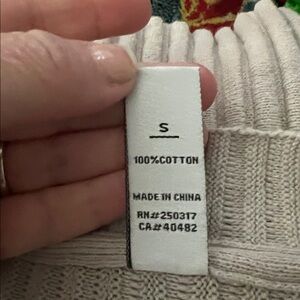 S
100%COTTON
MADE IN CHINA
RN#250317
CA#40482